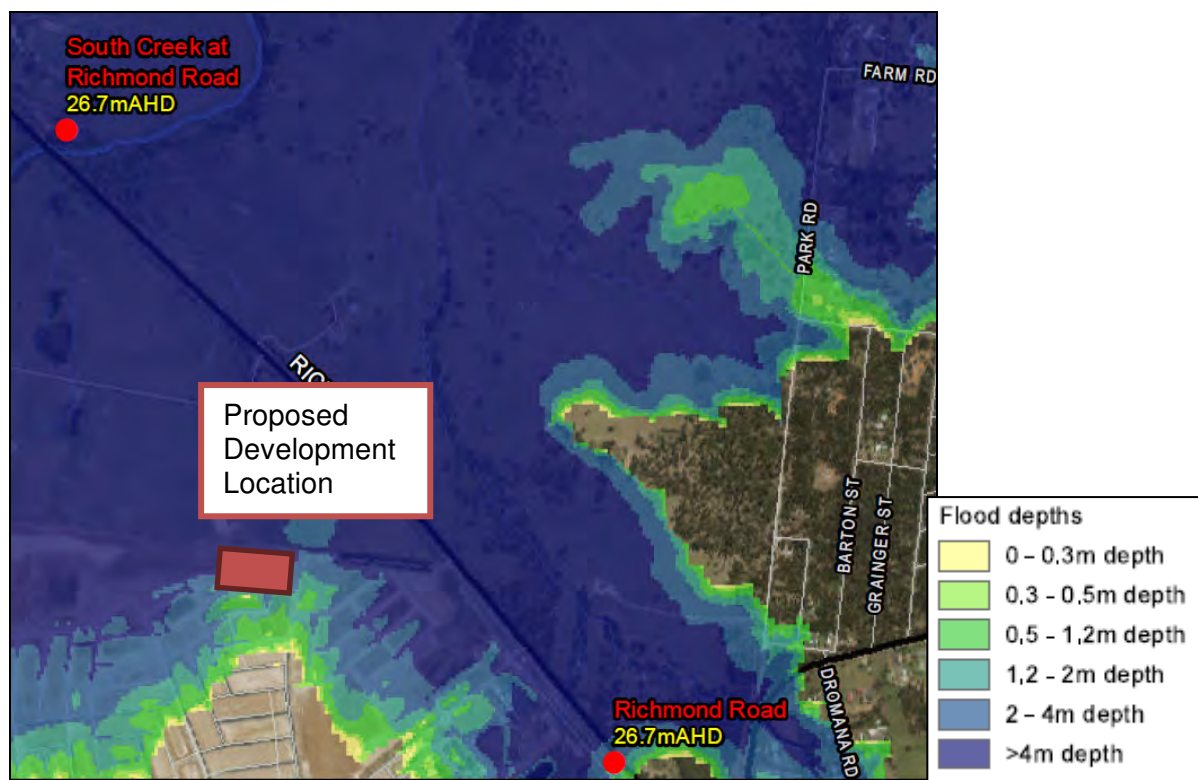 South Creek at
Richmond Road
26.7mAHD
FARM RD
PARK RD
Proposed
Development
Location
BARTON ST
GRAINGER ST
DROMANA RD
Richmond Road
26.7mAHD
Flood depths
0 – 0.3m depth
0,3 – 0,5m depth
0,5 – 1,2m depth
1,2 – 2m depth
2 – 4m depth
>4m depth